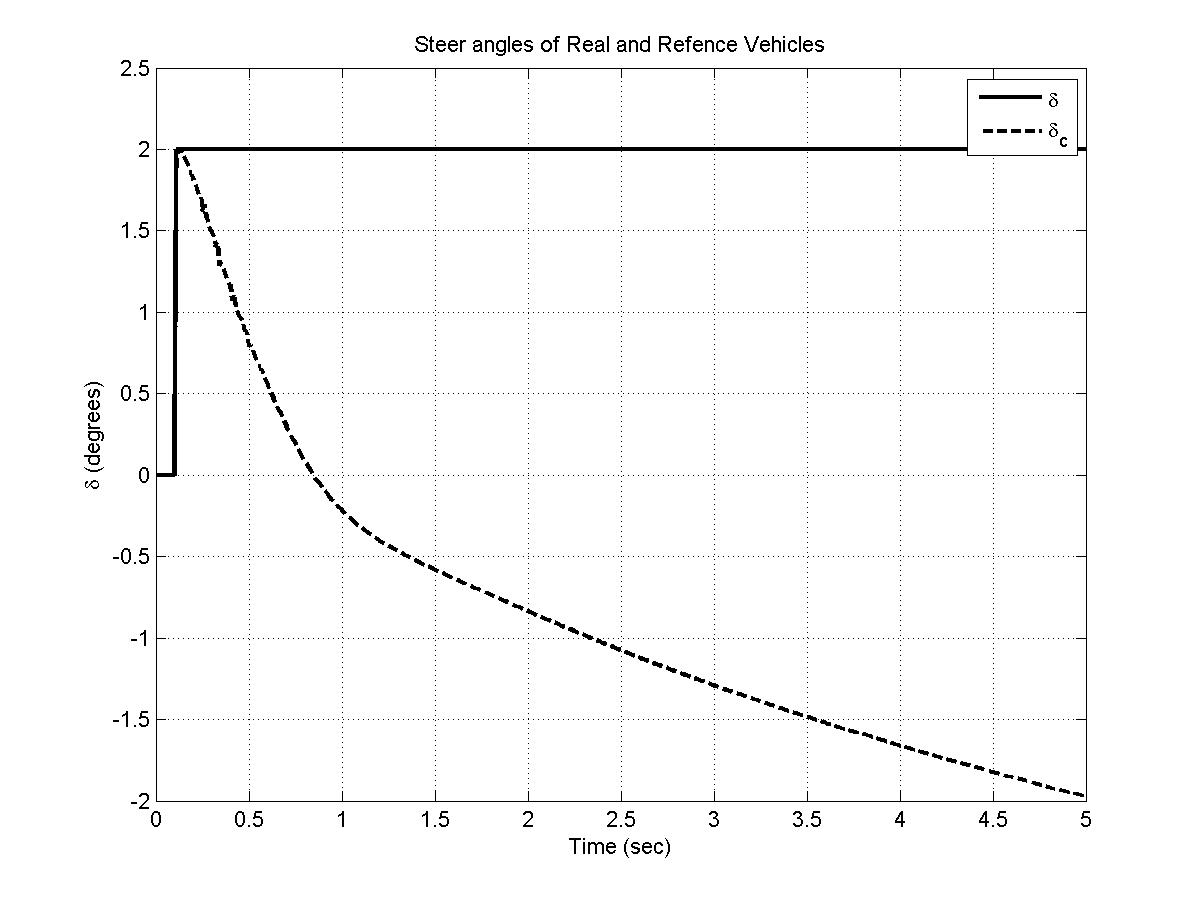 Steer angles of Real and Refence Vehicles
2.5
2
1.5
1
0.5
0
-0.5
-1
-1.5
-2
δ (degrees)
0 0.5 1 1.5 2 2.5 3 3.5 4 4.5 5
Time (sec)
δ
δc